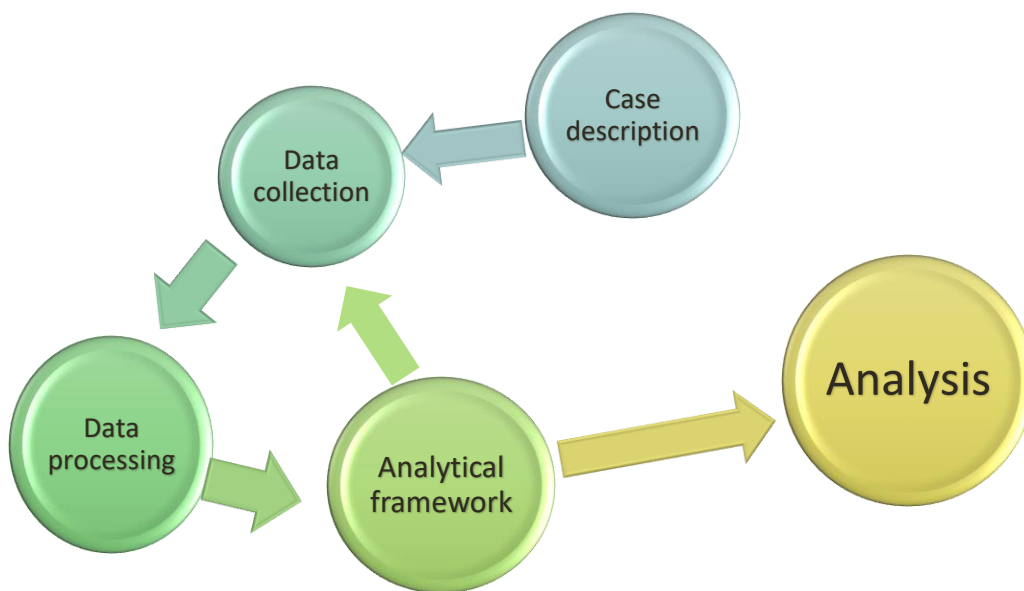 Case
description
Data
collection
Data
processing
Analytical
framework
Analysis